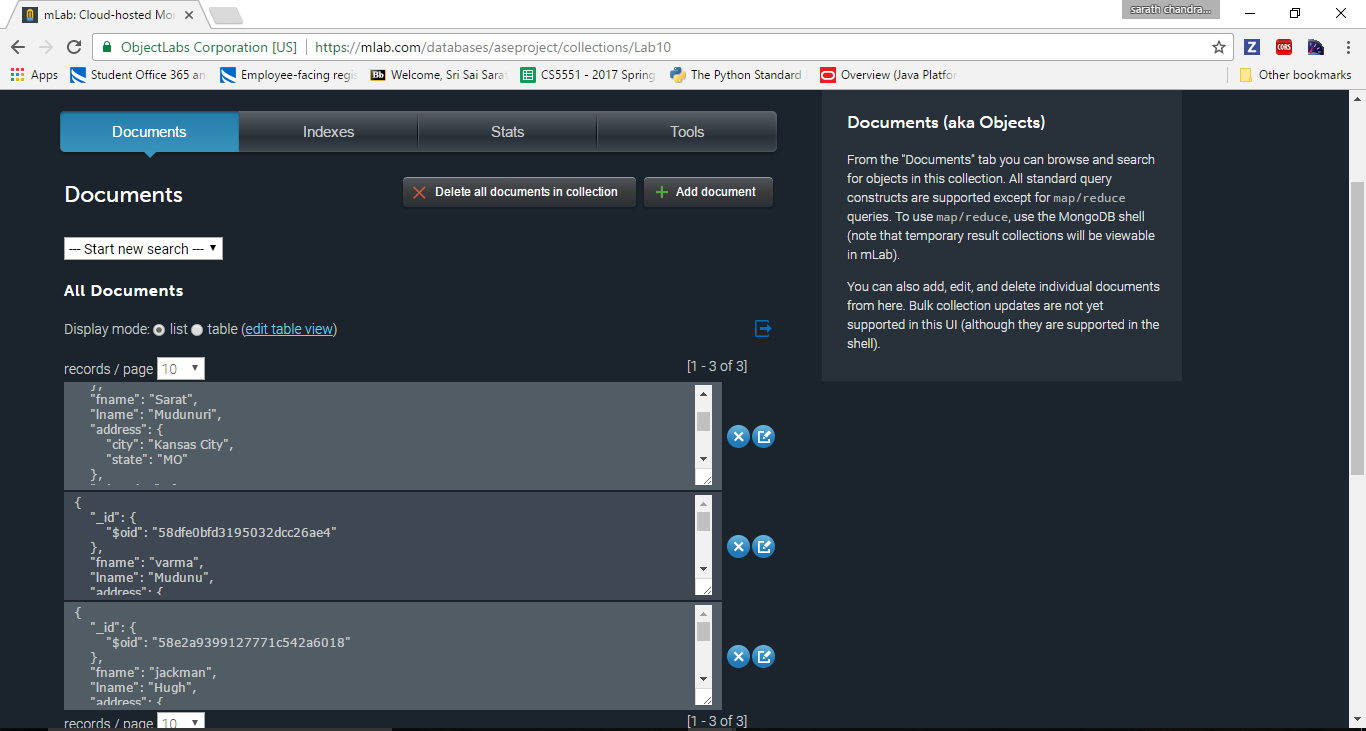 mLab: Cloud-hosted Mon
sarath chandra...
ObjectLabs Corporation [US] https://mlab.com/databases/aseproject/collections/Lab10
Z
CORS
Apps
Student Office 365 an
Employee-facing regis
Bb
Welcome, Sri Sai Sarat
CS5551 - 2017 Spring
The Python Standard
Overview (Java Platfor
Other bookmarks
Documents
Indexes
Stats
Tools
Documents
Delete all documents in collection
Add document
--- Start new search ---
All Documents
Display mode: list table (edit table view)
records / page 10
[1 - 3 of 3]
},
"fname": "Sarat",
"lname": "Mudunuri",
"address": {
"city": "Kansas City",
"state": "MO"
},
{
"_id": {
"$oid": "58dfe0bfd3195032dcc26ae4"
},
"fname": "varma",
"lname": "Mudunu",
"address": {
{
"_id": {
"$oid": "58e2a9399127771c542a6018"
},
"fname": "jackman",
"lname": "Hugh",
"address": {
records / page 10
[1 - 3 of 3]
Documents (aka Objects)
From the "Documents" tab you can browse and search
for objects in this collection. All standard query
constructs are supported except for map/reduce
queries. To use map/reduce, use the MongoDB shell
(note that temporary result collections will be viewable
in mLab).
You can also add, edit, and delete individual documents
from here. Bulk collection updates are not yet
supported in this UI (although they are supported in the
shell).